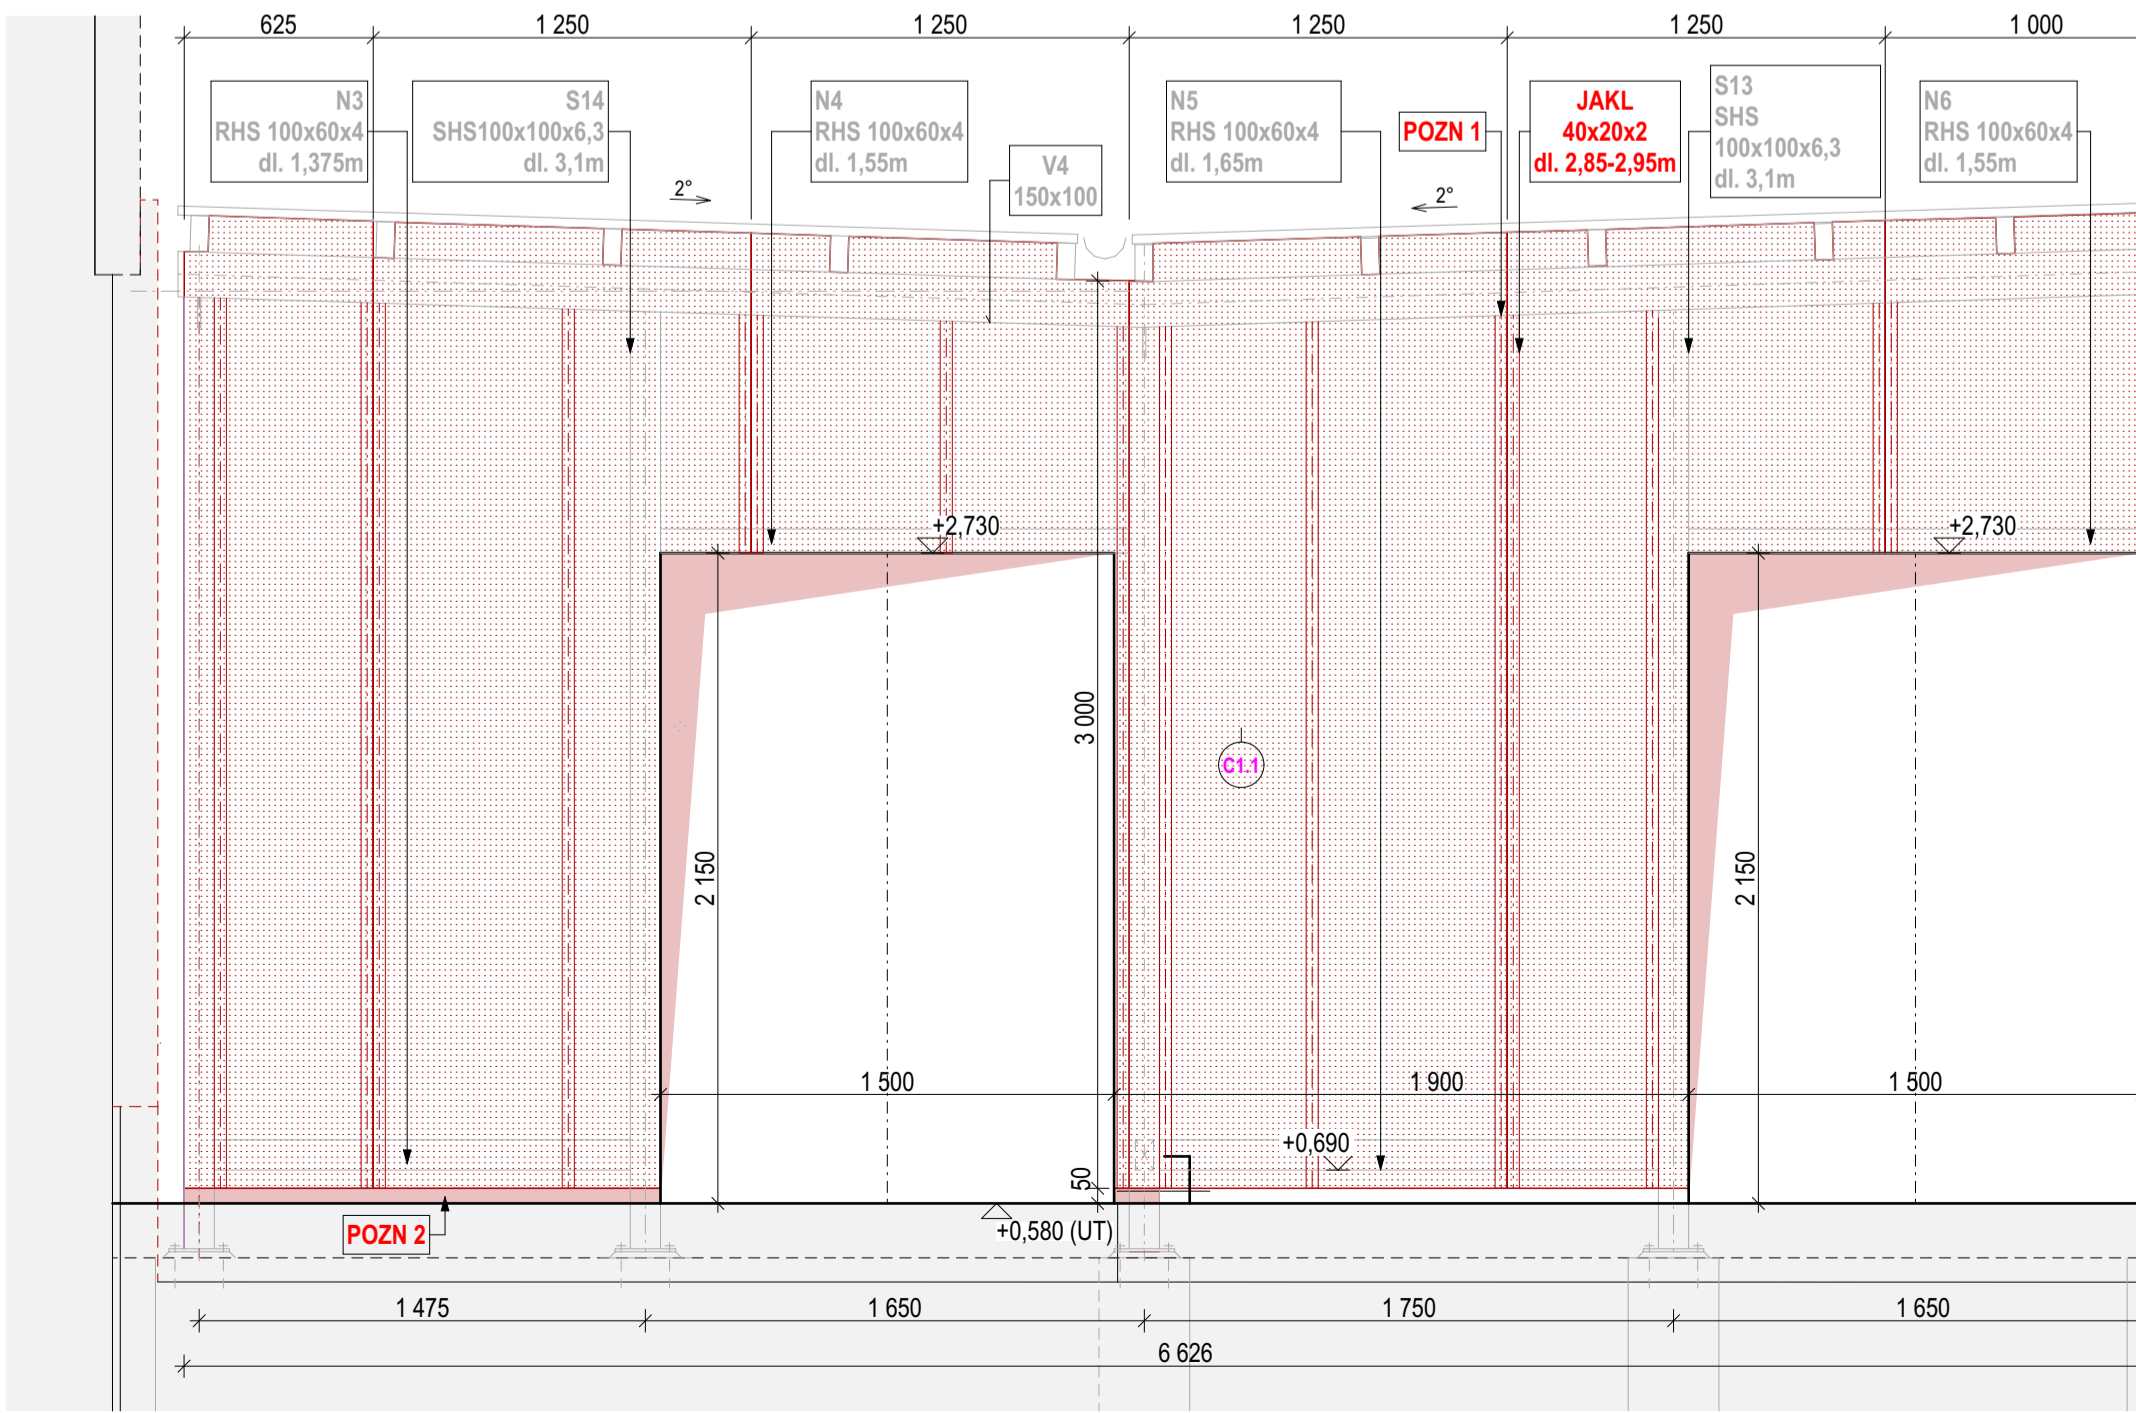 625
1 250
1 250
1 250
1 250
1 000
N3
RHS 100x60x4
dl. 1,375m
S14
SHS100x100x6,3
dl. 3,1m
N4
RHS 100x60x4
dl. 1,55m
V4
150x100
N5
RHS 100x60x4
dl. 1,65m
POZN 1
JAKL
40x20x2
dl. 2,85-2,95m
S13
SHS
100x100x6,3
dl. 3,1m
N6
RHS 100x60x4
dl. 1,55m
2°
2°
+2,730
+2,730
3 000
C1.1
2 150
2 150
1 500
1 900
1 500
+0,690
50
POZN 2
+0,580 (UT)
1 475
1 650
1 750
1 650
6 626